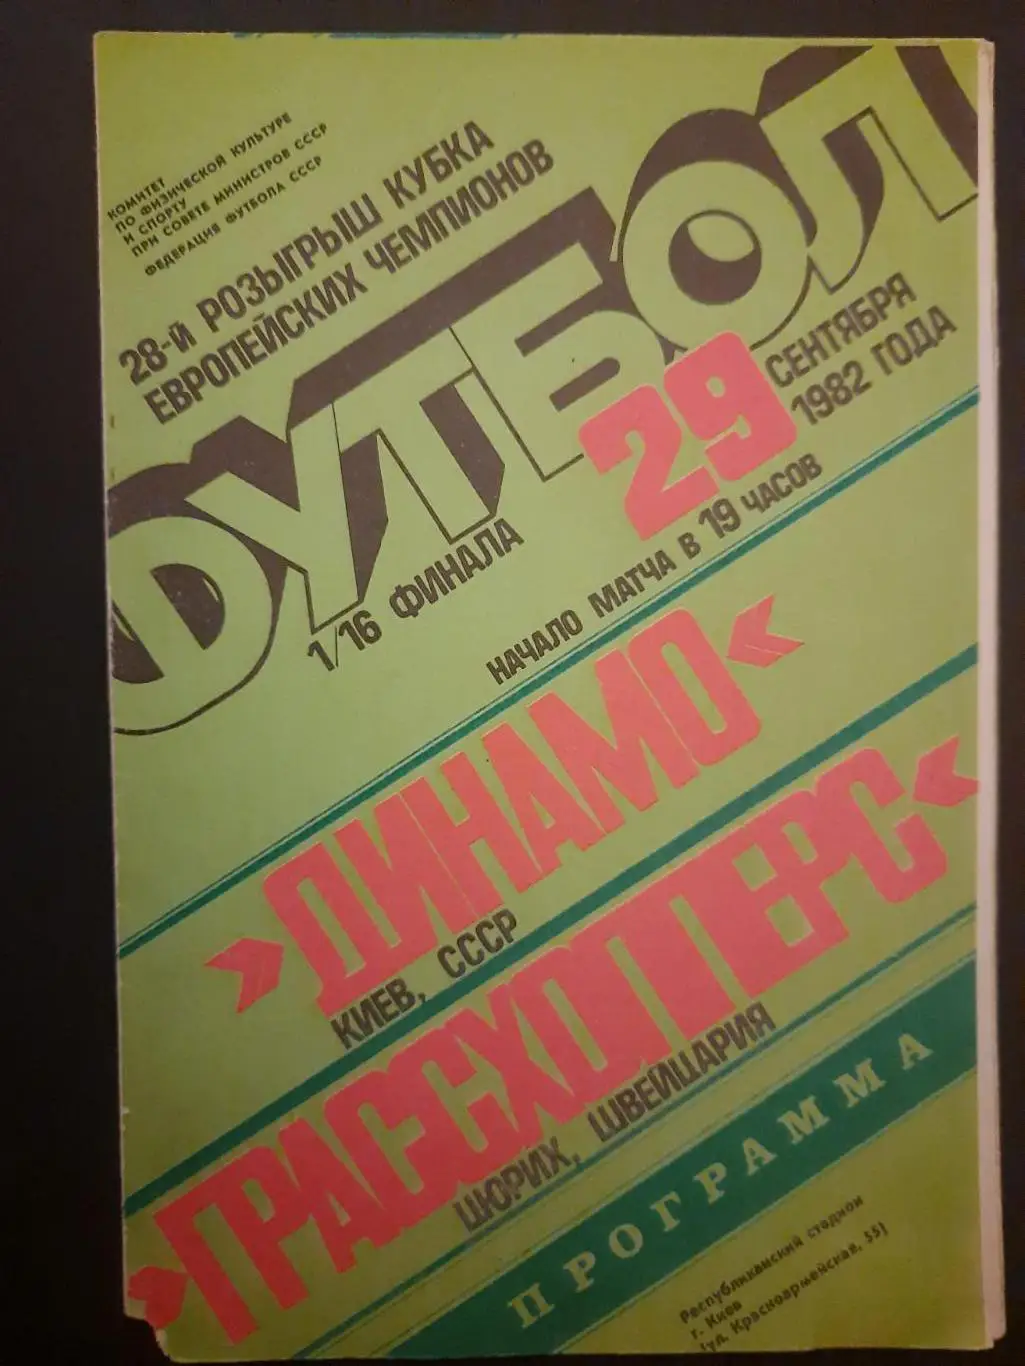 КОМИТЕТ
ПО ФИЗИЧЕСКОЙ КУЛЬТУРЕ
И СПОРТУ
ПРИ СОВЕТЕ МИНИСТРОВ СССР
ФЕДЕРАЦИЯ ФУТБОЛА СССР
28-Й РОЗЫГРЫШ КУБКА
ЕВРОПЕЙСКИХ ЧЕМПИОНОВ
ФУТБОЛ
1/16 ФИНАЛА
29
СЕНТЯБРЯ
1982 ГОДА
НАЧАЛО МАТЧА В 19 ЧАСОВ
»ДИНАМО«
КИЕВ, СССР
»ГРАССХОПЕРС«
ЦЮРИХ, ШВЕЙЦАРИЯ
ПРОГРАММА
Республиканский стадион
г. Киев
(ул. Красноармейская, 55)